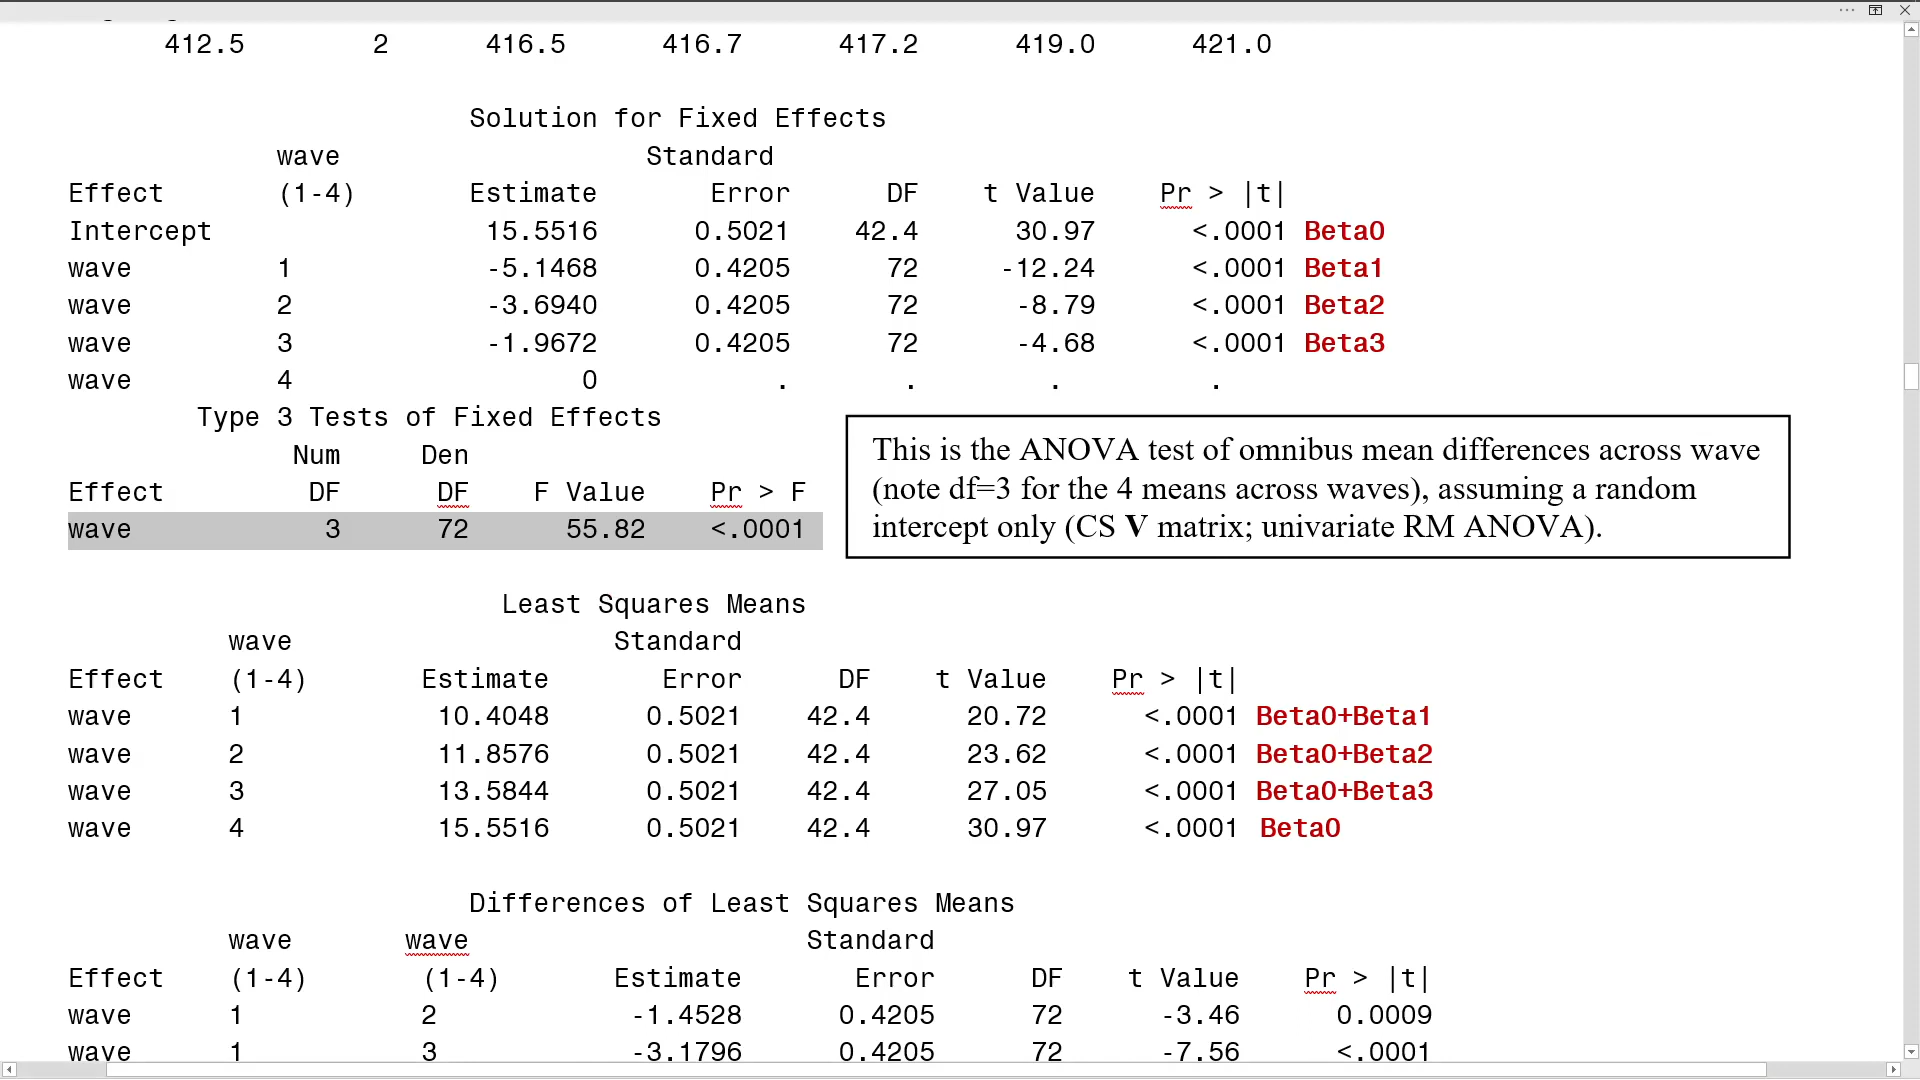 412.5 2 416.5 416.7 417.2 419.0 421.0
Solution for Fixed Effects
wave Standard
Effect (1-4) Estimate Error DF t Value Pr > |t|
Intercept 15.5516 0.5021 42.4 30.97 <.0001 Beta0
wave 1 -5.1468 0.4205 72 -12.24 <.0001 Beta1
wave 2 -3.6940 0.4205 72 -8.79 <.0001 Beta2
wave 3 -1.9672 0.4205 72 -4.68 <.0001 Beta3
wave 4 0 . . . .
Type 3 Tests of Fixed Effects
Num Den
Effect DF DF F Value Pr > F
wave 3 72 55.82 <.0001
This is the ANOVA test of omnibus mean differences across wave
(note df=3 for the 4 means across waves), assuming a random
intercept only (CS V matrix; univariate RM ANOVA).
Least Squares Means
wave Standard
Effect (1-4) Estimate Error DF t Value Pr > |t|
wave 1 10.4048 0.5021 42.4 20.72 <.0001 Beta0+Beta1
wave 2 11.8576 0.5021 42.4 23.62 <.0001 Beta0+Beta2
wave 3 13.5844 0.5021 42.4 27.05 <.0001 Beta0+Beta3
wave 4 15.5516 0.5021 42.4 30.97 <.0001 Beta0
Differences of Least Squares Means
wave wave Standard
Effect (1-4) (1-4) Estimate Error DF t Value Pr > |t|
wave 1 2 -1.4528 0.4205 72 -3.46 0.0009
wave 1 3 -3.1796 0.4205 72 -7.56 <.0001